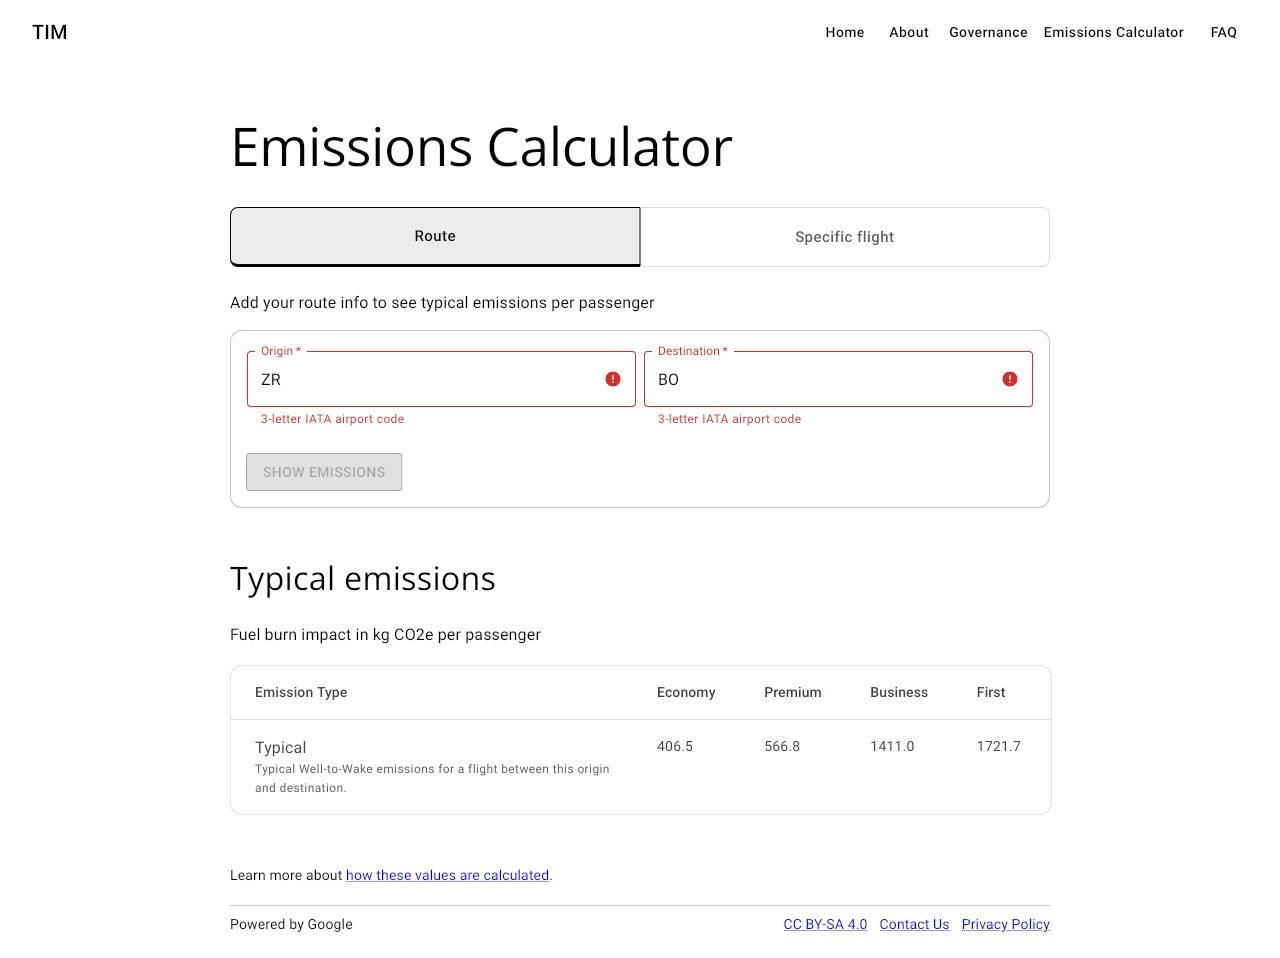 TIM
Home About Governance Emissions Calculator FAQ
Emissions Calculator
Route
Specific flight
Add your route info to see typical emissions per passenger
Origin *
ZR
3-letter IATA airport code
Destination *
BO
3-letter IATA airport code
SHOW EMISSIONS
Typical emissions
Fuel burn impact in kg CO2e per passenger
Emission Type Economy Premium Business First
Typical 406.5 566.8 1411.0 1721.7
Typical Well-to-Wake emissions for a flight between this origin
and destination.
Learn more about how these values are calculated.
Powered by Google
CC BY-SA 4.0 Contact Us Privacy Policy